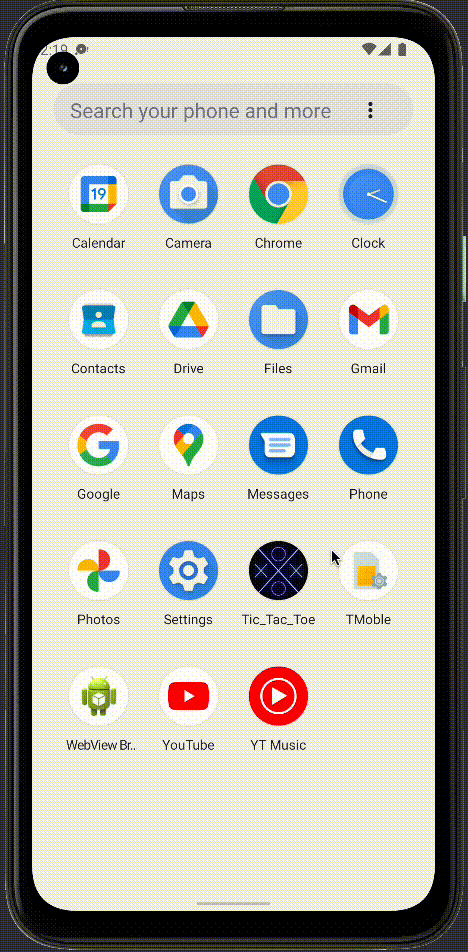 2:19
Search your phone and more
19
Calendar
Camera
Chrome
Clock
Contacts
Drive
Files
Gmail
Google
Maps
Messages
Phone
Photos
Settings
Tic_Tac_Toe
TMoble
WebView Br..
YouTube
YT Music